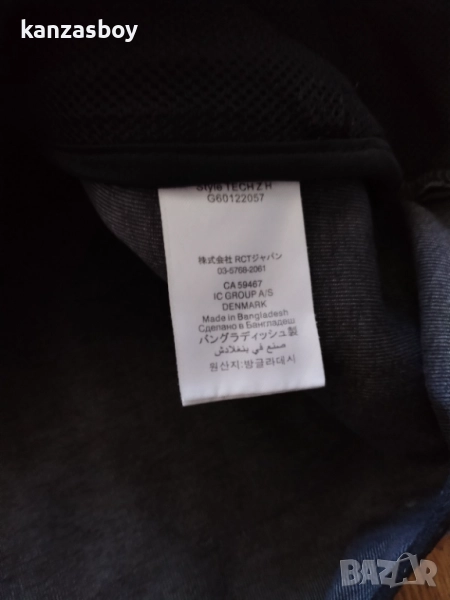 kanzasboy
Style TECH Z H
G60122057
株式会社 RCTジャパン
03-5768-2061
CA 59467
IC GROUP A/S
DENMARK
Made in Bangladesh
Сделано в Бангладеш
バングラディッシュ製
صنع في بنغلادش
원산지:방글라데시
BAZAR